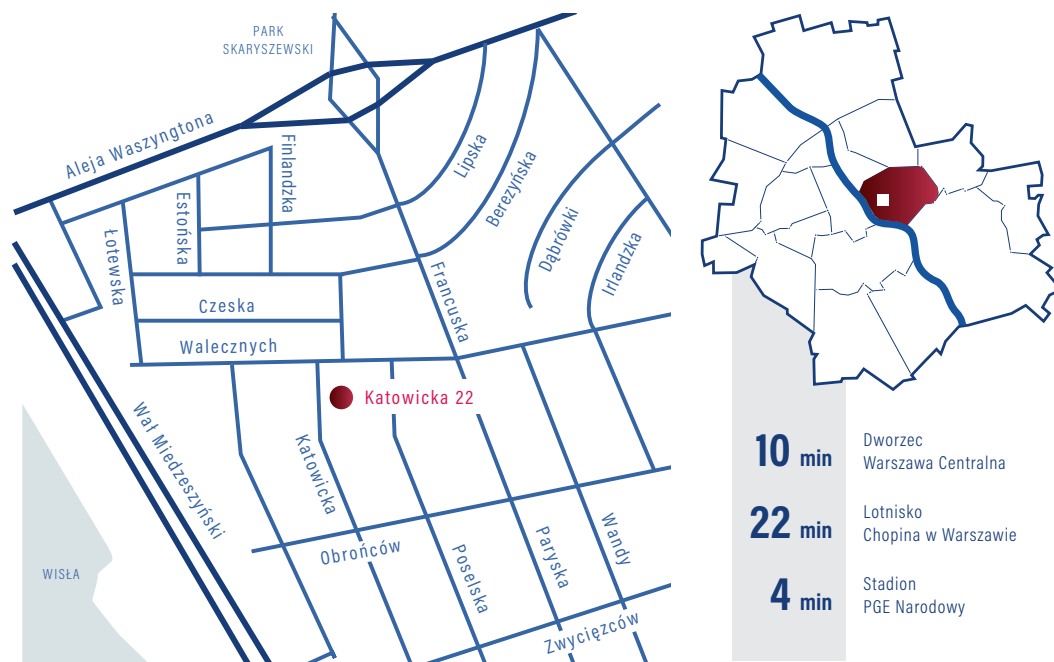 PARK
SKARYSZEWSKI
Aleja Waszyngtona
Finlandzka
Lipska
Berezyńska
Estońska
Łotewska
Dąbrówki
Irlandzka
Francuska
Czeska
Walecznych
Katowicka 22
Wał Miedzeszyński
Katowicka
Obrońców
Poselska
Paryska
Wandy
Zwycięzców
WISŁA
10 min
Dworzec
Warszawa Centralna
22 min
Lotnisko
Chopina w Warszawie
4 min
Stadion
PGE Narodowy